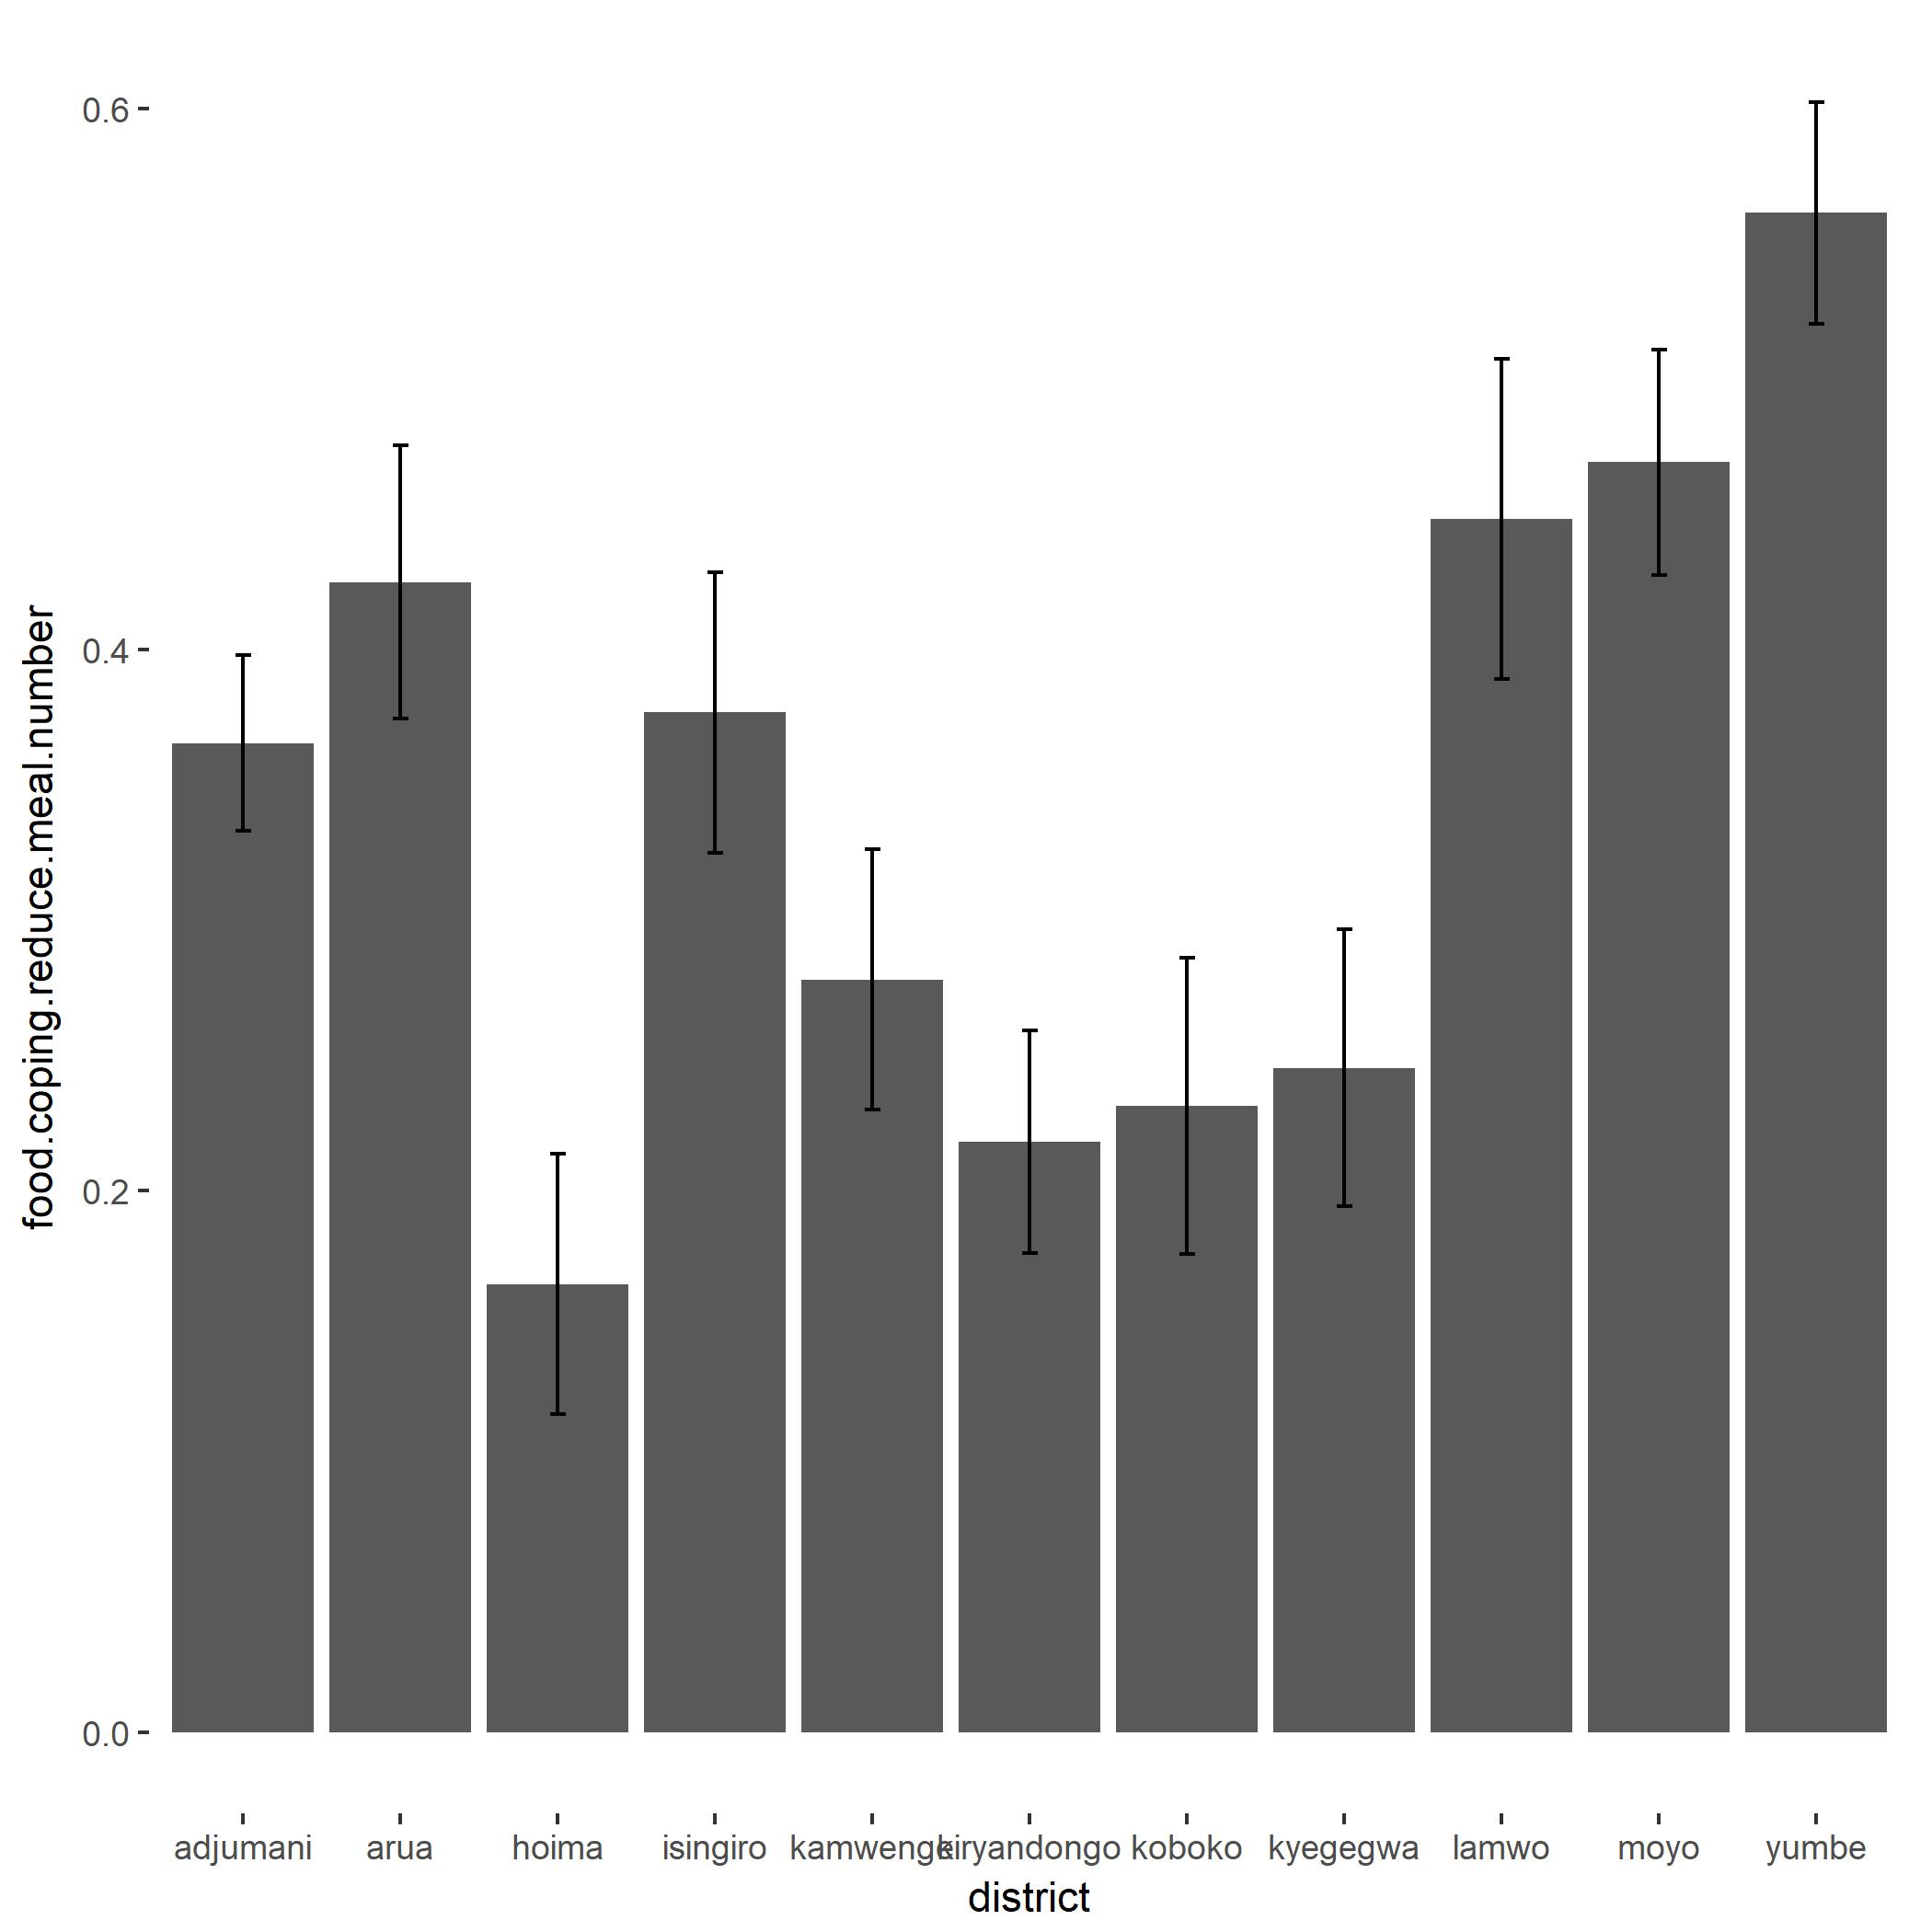 0.6
0.4
0.2
0.0
food.coping.reduce.meal.number
adjumani arua hoima isingiro kamwenge kiryandongo koboko kyegegwa lamwo moyo yumbe
district